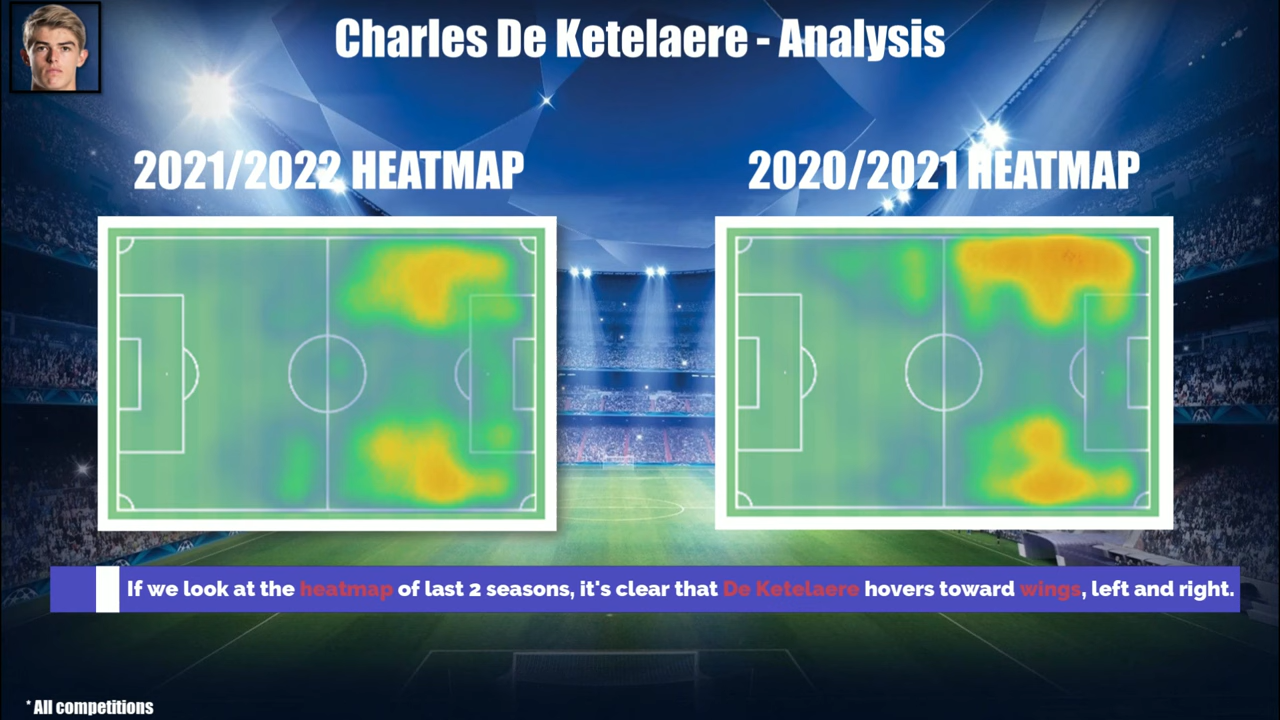 Charles De Ketelaere - Analysis
2021/2022 HEATMAP
2020/2021 HEATMAP
If we look at the heatmap of last 2 seasons, it's clear that De Ketelaere hovers toward wings, left and right.
* All competitions